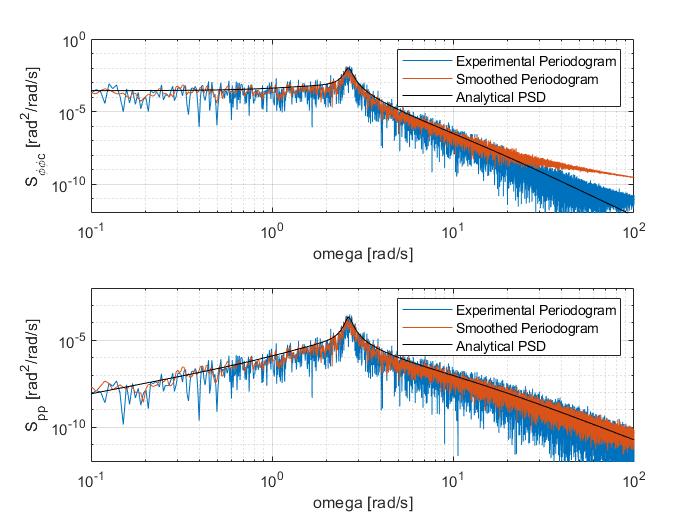 10^0
10^-5
10^-10
S_ϕϕc [rad^2/rad/s]
Experimental Periodogram
Smoothed Periodogram
Analytical PSD
10^-1 10^0 10^1 10^2
omega [rad/s]
10^-5
10^-10
S_pp [rad^2/rad/s]
Experimental Periodogram
Smoothed Periodogram
Analytical PSD
10^-1 10^0 10^1 10^2
omega [rad/s]